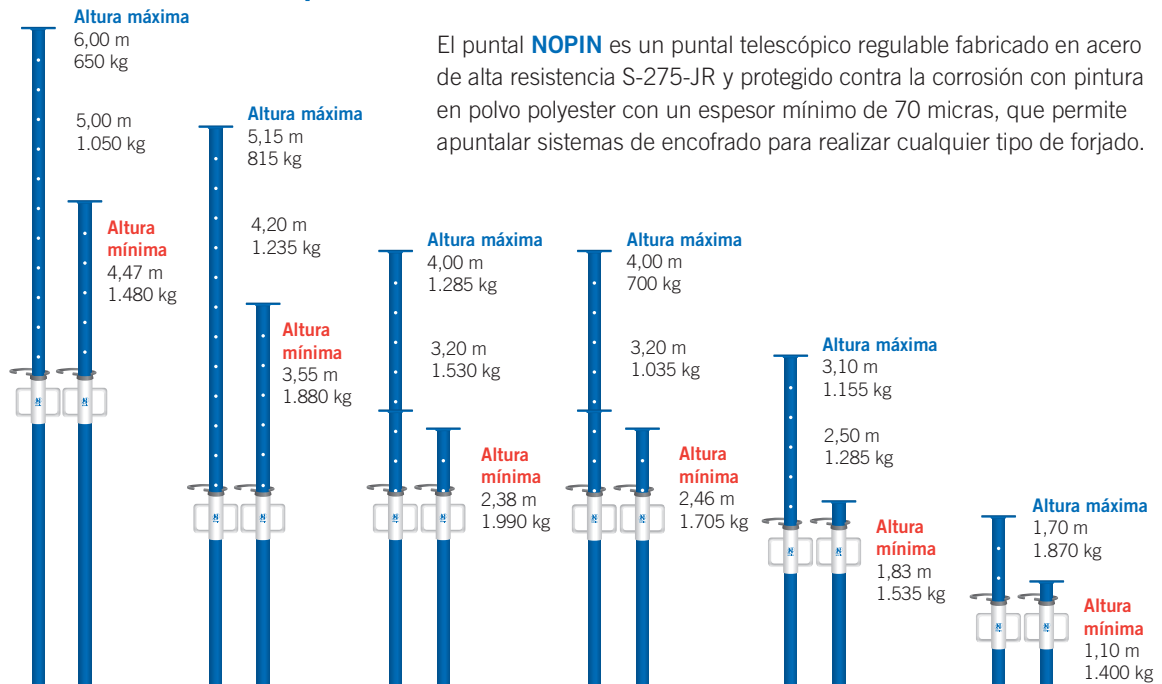 Altura máxima
6,00 m
650 kg
5,00 m
1.050 kg
Altura
mínima
4,47 m
1.480 kg
Altura máxima
5,15 m
815 kg
4,20 m
1.235 kg
Altura
mínima
3,55 m
1.880 kg
El puntal NOPIN es un puntal telescópico regulable fabricado en acero
de alta resistencia S-275-JR y protegido contra la corrosión con pintura
en polvo polyester con un espesor mínimo de 70 micras, que permite
apuntalar sistemas de encofrado para realizar cualquier tipo de forjado.
Altura máxima
4,00 m
1.285 kg
3,20 m
1.530 kg
Altura
mínima
2,38 m
1.990 kg
Altura máxima
4,00 m
700 kg
3,20 m
1.035 kg
Altura
mínima
2,46 m
1.705 kg
Altura máxima
3,10 m
1.155 kg
2,50 m
1.285 kg
Altura
mínima
1,83 m
1.535 kg
Altura máxima
1,70 m
1.870 kg
Altura
mínima
1,10 m
1.400 kg